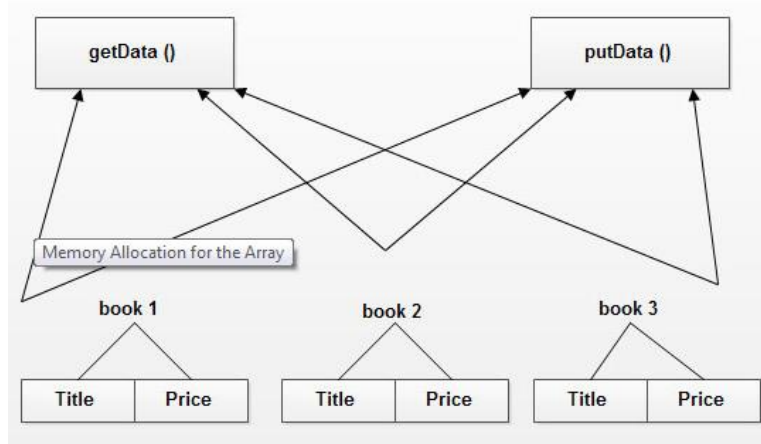 getData ()
putData ()
Memory Allocation for the Array
book 1
book 2
book 3
Title Price
Title Price
Title Price